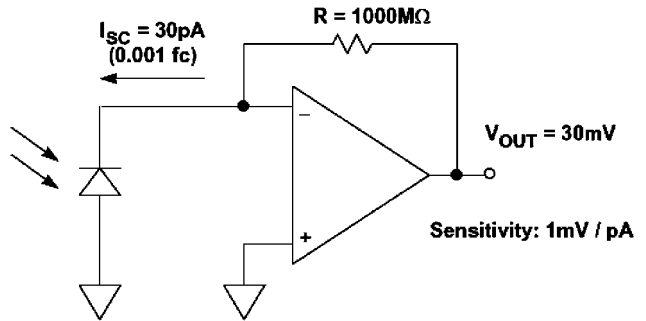 R = 1000MΩ
I_SC = 30pA
(0.001 fc)
−
+
V_OUT = 30mV
Sensitivity: 1mV / pA